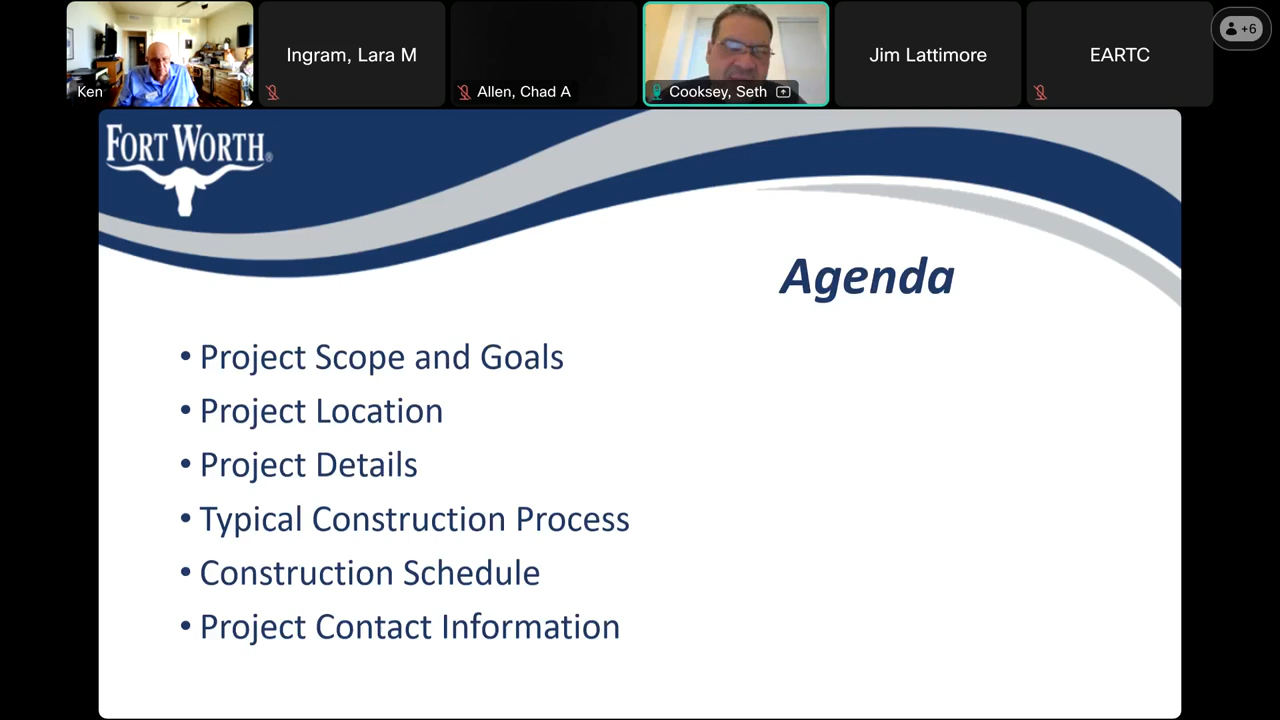 Ken
Ingram, Lara M
Allen, Chad A
Cooksey, Seth
Jim Lattimore
EARTC
+6
FORT WORTH®
Agenda
• Project Scope and Goals
• Project Location
• Project Details
• Typical Construction Process
• Construction Schedule
• Project Contact Information